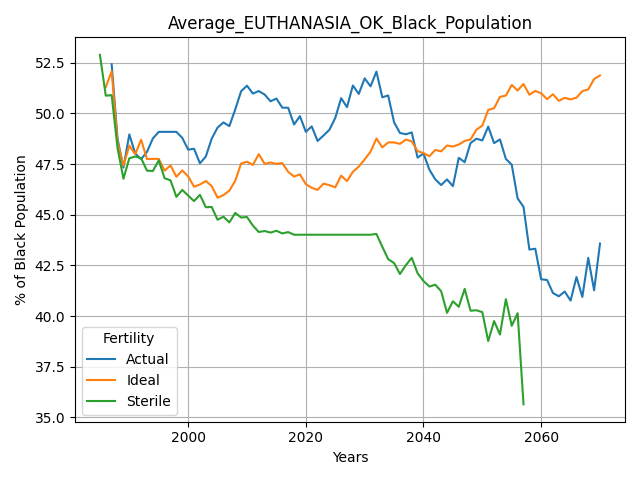 Average_EUTHANASIA_OK_Black_Population
% of Black Population
52.5
50.0
47.5
45.0
42.5
40.0
37.5
35.0
Fertility
Actual
Ideal
Sterile
2000
2020
2040
2060
Years